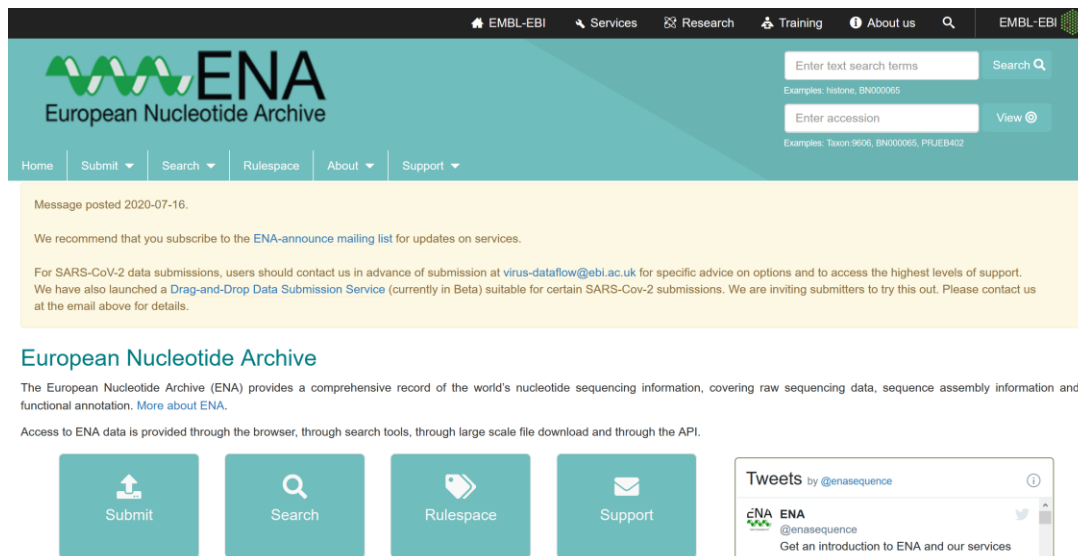 EMBL-EBI Services Research Training About us EMBL-EBI
ENA
European Nucleotide Archive
Enter text search terms Search
Examples: histone, BN000065
Enter accession View
Examples: Taxon:9606, BN000065, PRJEB402
Home Submit Search Rulespace About Support
Message posted 2020-07-16.
We recommend that you subscribe to the ENA-announce mailing list for updates on services.
For SARS-CoV-2 data submissions, users should contact us in advance of submission at virus-dataflow@ebi.ac.uk for specific advice on options and to access the highest levels of support.
We have also launched a Drag-and-Drop Data Submission Service (currently in Beta) suitable for certain SARS-Cov-2 submissions. We are inviting submitters to try this out. Please contact us
at the email above for details.
European Nucleotide Archive
The European Nucleotide Archive (ENA) provides a comprehensive record of the world's nucleotide sequencing information, covering raw sequencing data, sequence assembly information and
functional annotation. More about ENA.
Access to ENA data is provided through the browser, through search tools, through large scale file download and through the API.
Submit Search Rulespace Support
Tweets by @enasequence
ENA ENA
@enasequence
Get an introduction to ENA and our services